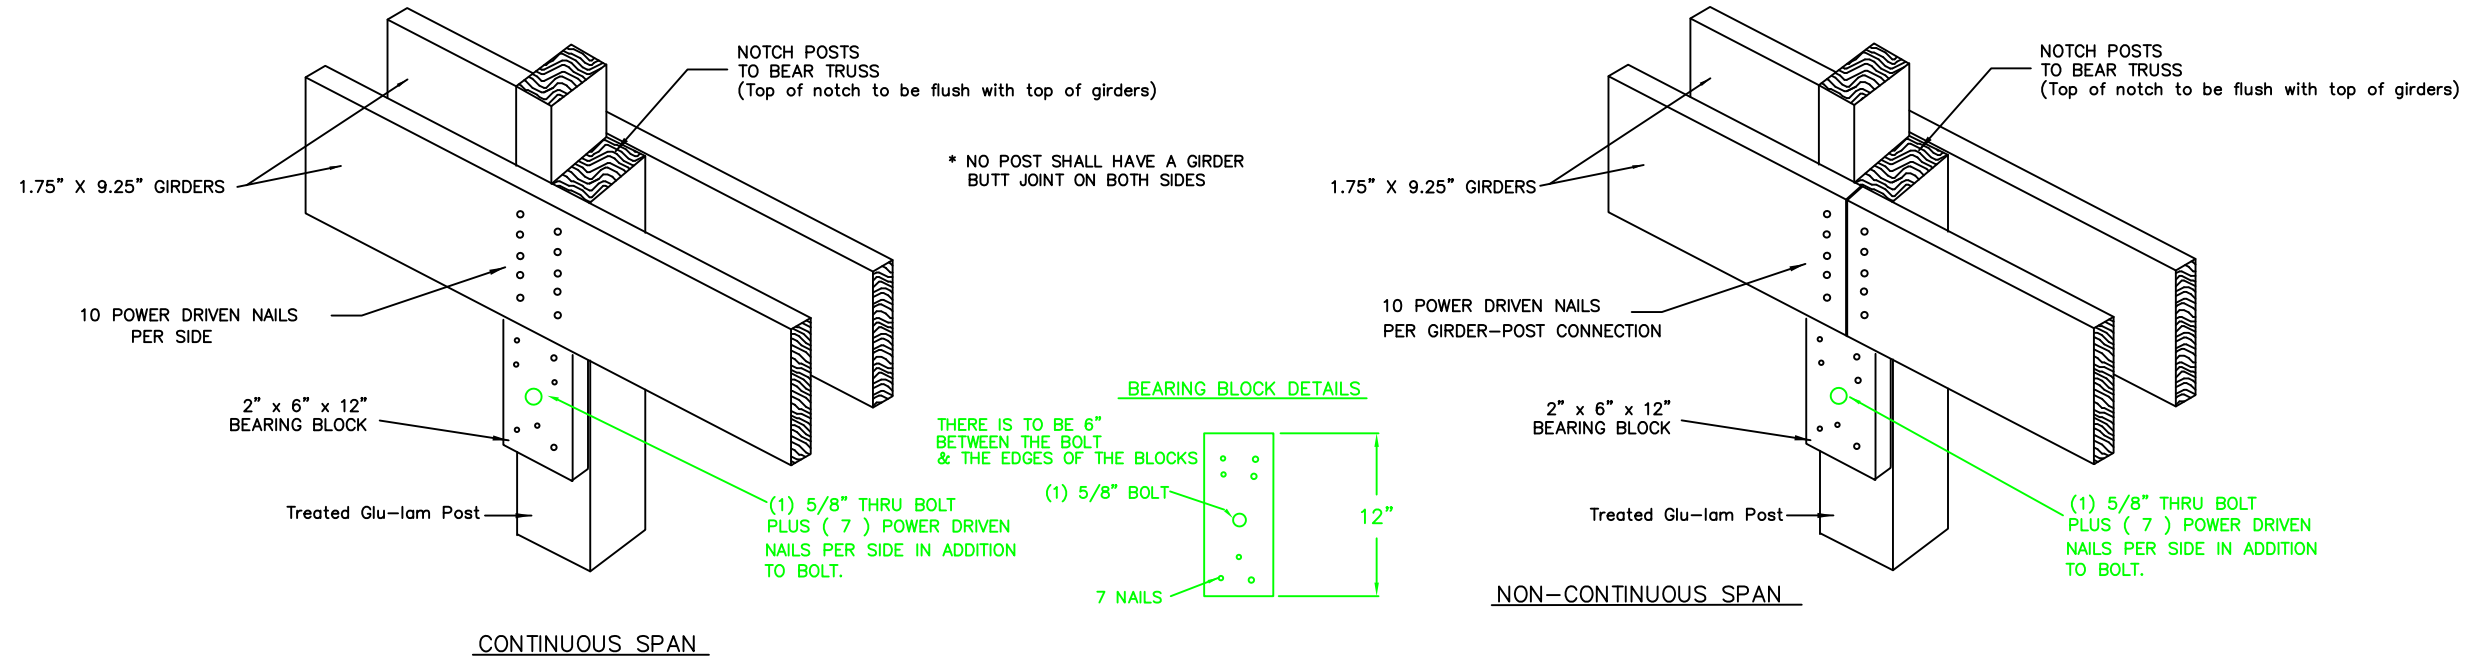 NOTCH POSTS
TO BEAR TRUSS
(Top of notch to be flush with top of girders)
* NO POST SHALL HAVE A GIRDER
BUTT JOINT ON BOTH SIDES
1.75" X 9.25" GIRDERS
10 POWER DRIVEN NAILS
PER SIDE
2" x 6" x 12"
BEARING BLOCK
Treated Glu-lam Post
(1) 5/8" THRU BOLT
PLUS ( 7 ) POWER DRIVEN
NAILS PER SIDE IN ADDITION
TO BOLT.
CONTINUOUS SPAN
BEARING BLOCK DETAILS
THERE IS TO BE 6"
BETWEEN THE BOLT
& THE EDGES OF THE BLOCKS
(1) 5/8" BOLT
12"
7 NAILS
NOTCH POSTS
TO BEAR TRUSS
(Top of notch to be flush with top of girders)
1.75" X 9.25" GIRDERS
10 POWER DRIVEN NAILS
PER GIRDER-POST CONNECTION
2" x 6" x 12"
BEARING BLOCK
Treated Glu-lam Post
(1) 5/8" THRU BOLT
PLUS ( 7 ) POWER DRIVEN
NAILS PER SIDE IN ADDITION
TO BOLT.
NON-CONTINUOUS SPAN